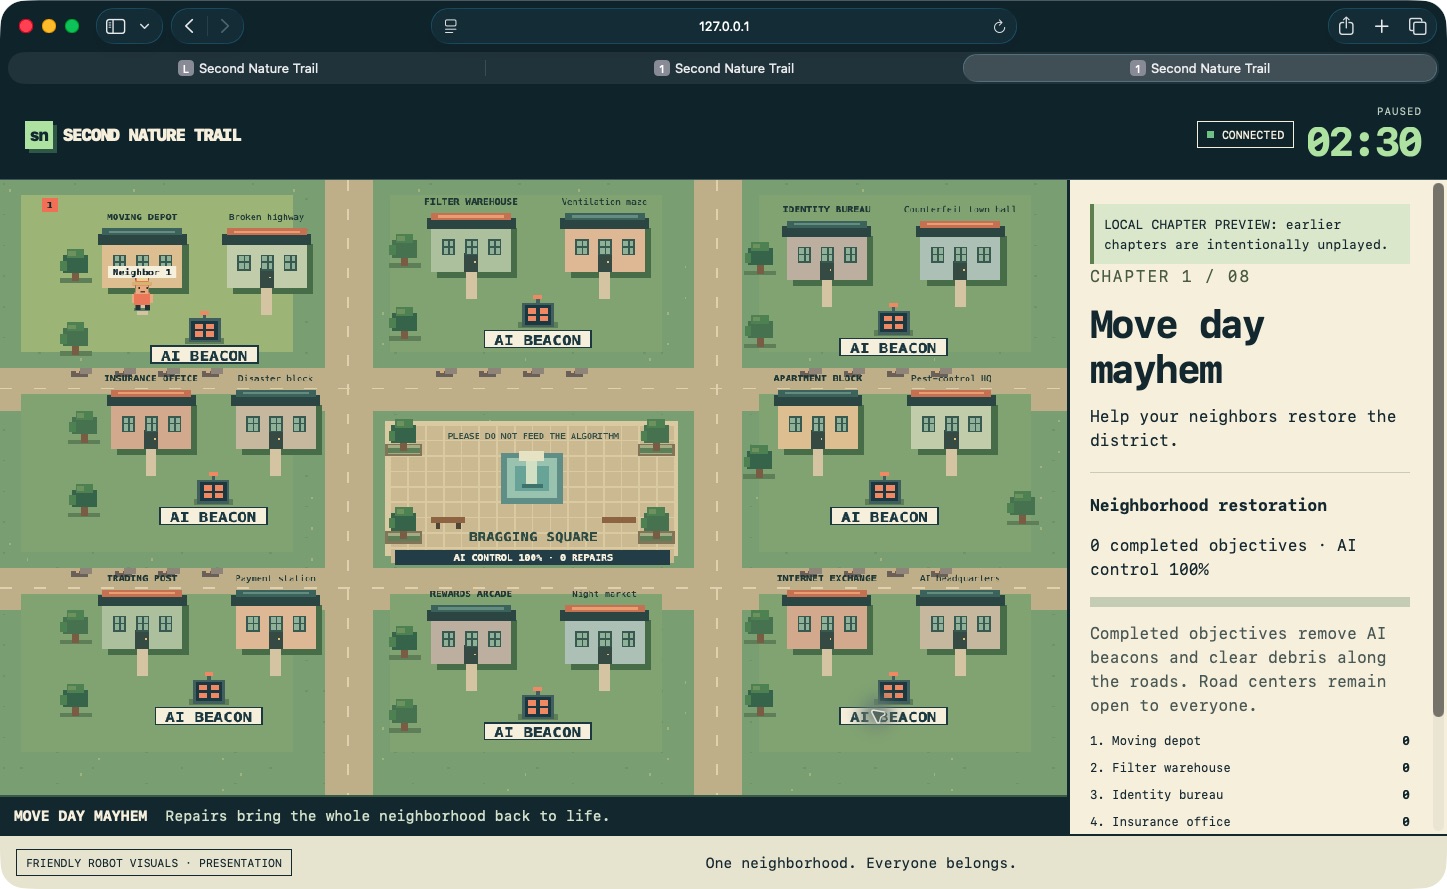 127.0.0.1
L Second Nature Trail
1 Second Nature Trail
1 Second Nature Trail
sn SECOND NATURE TRAIL
CONNECTED
PAUSED
02:30
1
MOVING DEPOT
Broken highway
Neighbor 1
AI BEACON
FILTER WAREHOUSE
Ventilation maze
AI BEACON
IDENTITY BUREAU
Counterfeit town hall
AI BEACON
INSURANCE OFFICE
Disaster block
AI BEACON
PLEASE DO NOT FEED THE ALGORITHM
BRAGGING SQUARE
AI CONTROL 100% · 0 REPAIRS
APARTMENT BLOCK
Pest-control HQ
AI BEACON
TRADING POST
Payment station
AI BEACON
REWARDS ARCADE
Night market
AI BEACON
INTERNET EXCHANGE
AI headquarters
AI BEACON
MOVE DAY MAYHEM Repairs bring the whole neighborhood back to life.
LOCAL CHAPTER PREVIEW: earlier
chapters are intentionally unplayed.
CHAPTER 1 / 08
Move day
mayhem
Help your neighbors restore the
district.
Neighborhood restoration
0 completed objectives · AI
control 100%
Completed objectives remove AI
beacons and clear debris along
the roads. Road centers remain
open to everyone.
1. Moving depot 0
2. Filter warehouse 0
3. Identity bureau 0
4. Insurance office 0
FRIENDLY ROBOT VISUALS · PRESENTATION
One neighborhood. Everyone belongs.